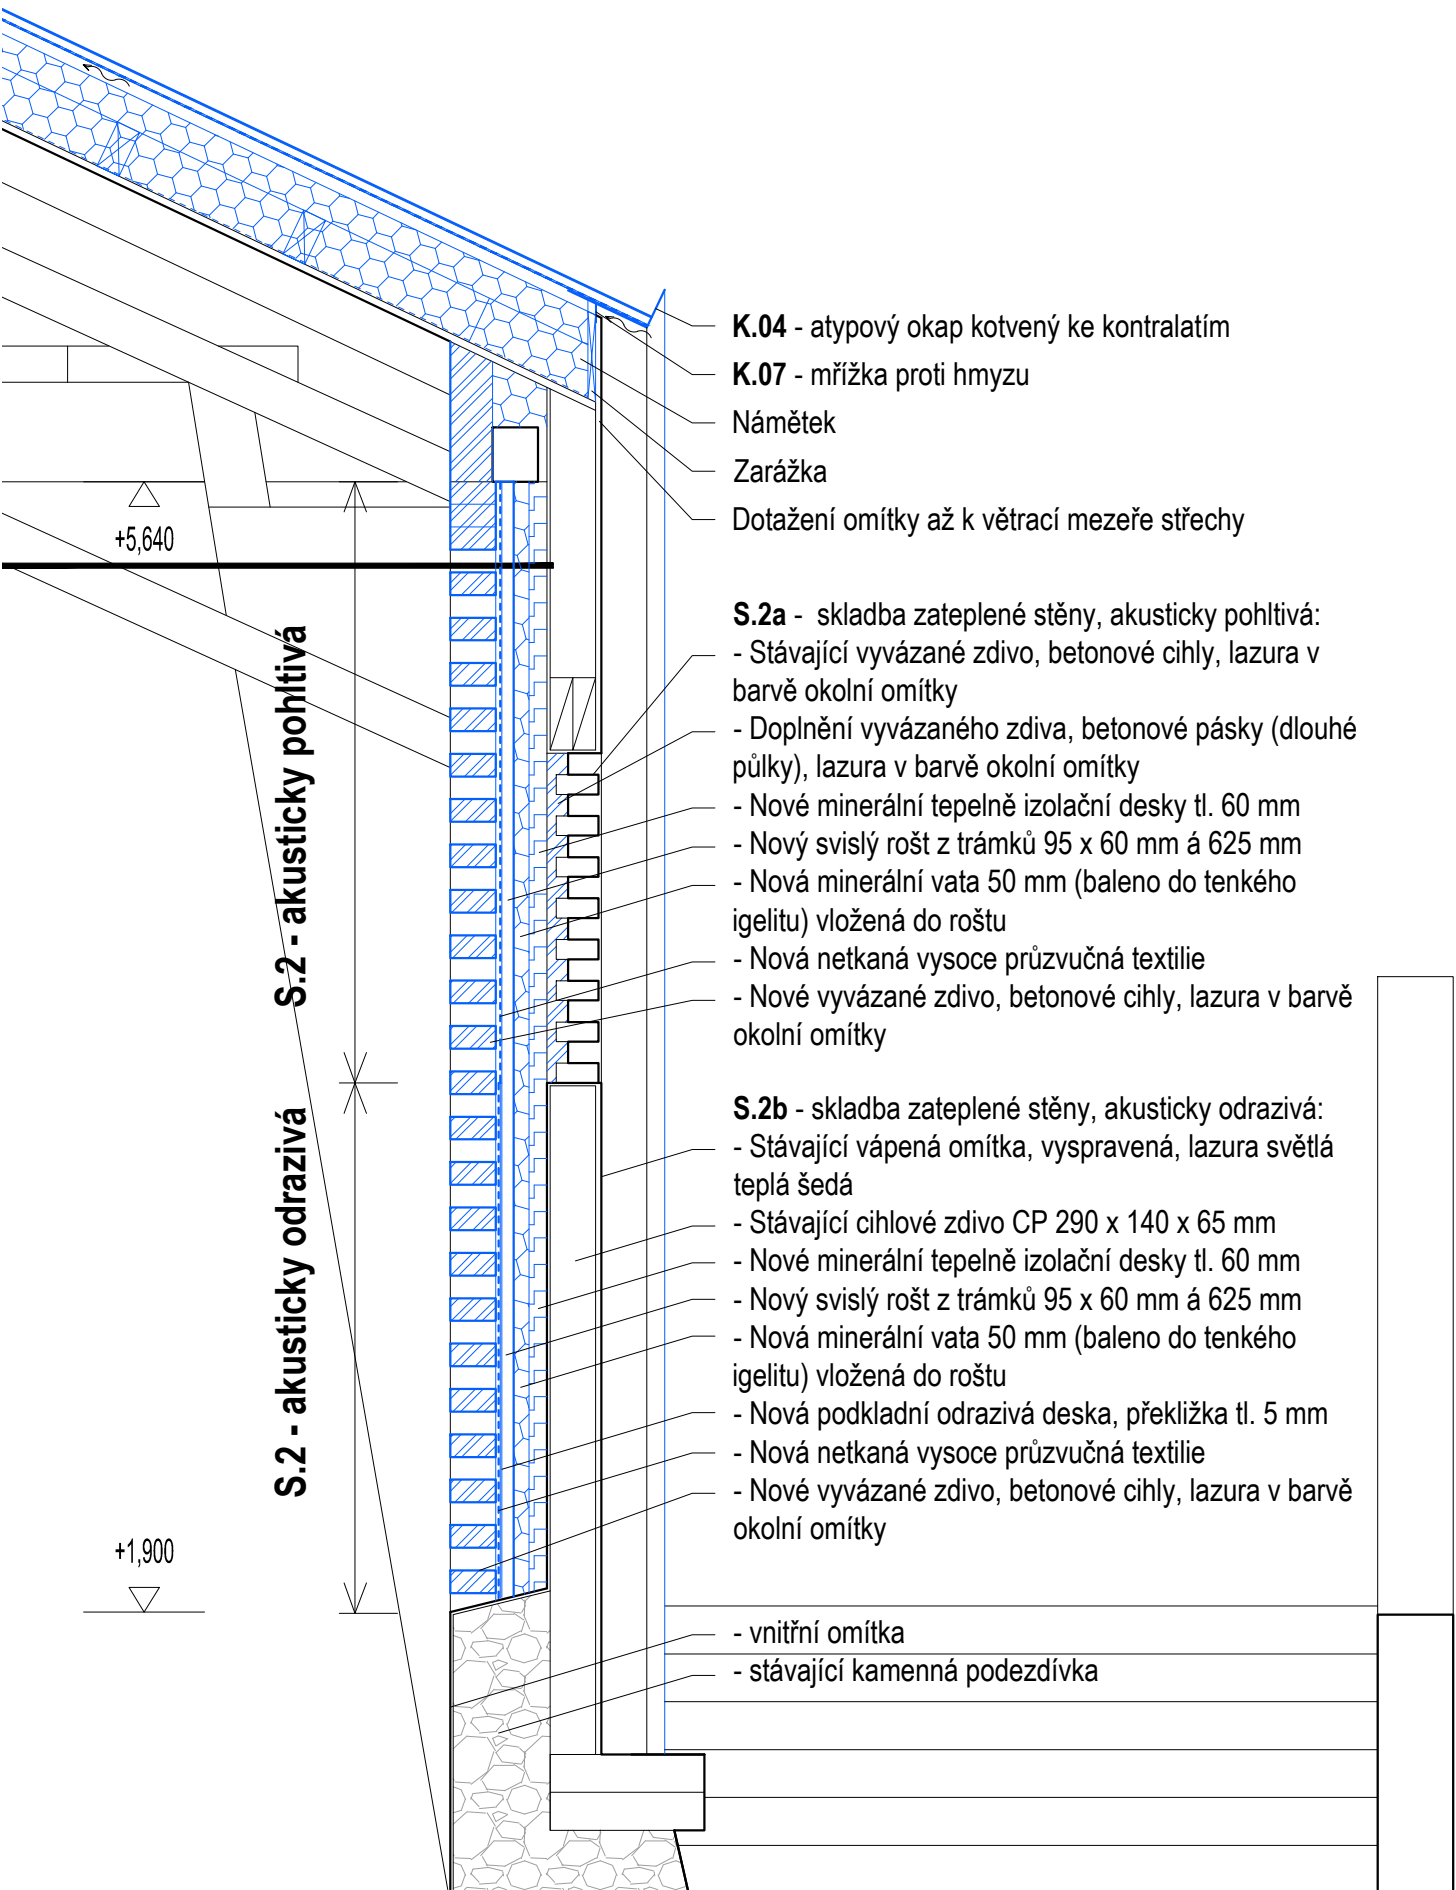 K.04 - atypový okap kotvený ke kontralatím
K.07 - mřížka proti hmyzu
Námětek
Zarážka
Dotažení omítky až k větrací mezeře střechy
+5,640
S.2 - akusticky pohltivá
S.2a -  skladba zateplené stěny, akusticky pohltivá:
- Stávající vyvázané zdivo, betonové cihly, lazura v
barvě okolní omítky
- Doplnění vyvázaného zdiva, betonové pásky (dlouhé
půlky), lazura v barvě okolní omítky
- Nové minerální tepelně izolační desky tl. 60 mm
- Nový svislý rošt z trámků 95 x 60 mm á 625 mm
- Nová minerální vata 50 mm (baleno do tenkého
igelitu) vložená do roštu
- Nová netkaná vysoce průzvučná textilie
- Nové vyvázané zdivo, betonové cihly, lazura v barvě
okolní omítky
S.2 - akusticky odrazivá
S.2b - skladba zateplené stěny, akusticky odrazivá:
- Stávající vápená omítka, vyspravená, lazura světlá
teplá šedá
- Stávající cihlové zdivo CP 290 x 140 x 65 mm
- Nové minerální tepelně izolační desky tl. 60 mm
- Nový svislý rošt z trámků 95 x 60 mm á 625 mm
- Nová minerální vata 50 mm (baleno do tenkého
igelitu) vložená do roštu
- Nová podkladní odrazivá deska, překližka tl. 5 mm
- Nová netkaná vysoce průzvučná textilie
- Nové vyvázané zdivo, betonové cihly, lazura v barvě
okolní omítky
+1,900
- vnitřní omítka
- stávající kamenná podezdívka